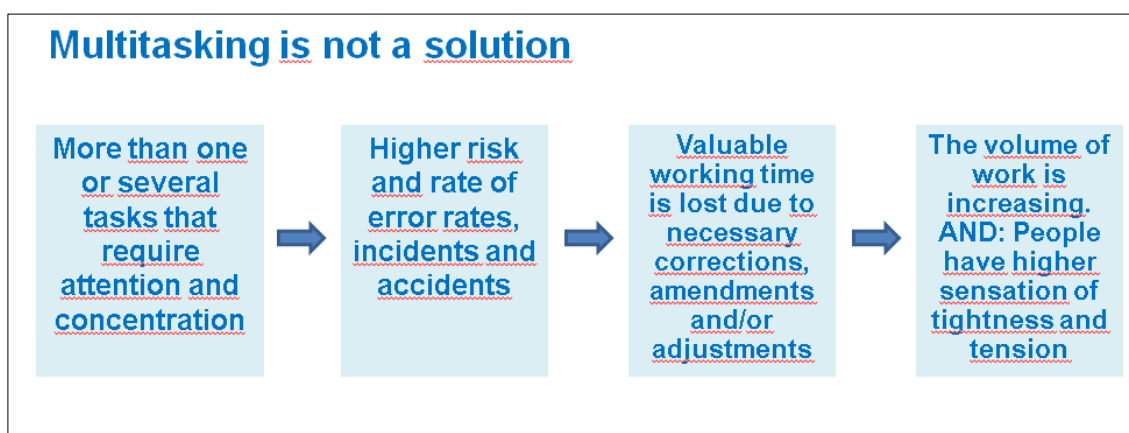 Multitasking is not a solution
More than one
or several
tasks that
require
attention and
concentration
Higher risk
and rate of
error rates,
incidents and
accidents
Valuable
working time
is lost due to
necessary
corrections,
amendments
and/or
adjustments
The volume of
work is
increasing.
AND: People
have higher
sensation of
tightness and
tension